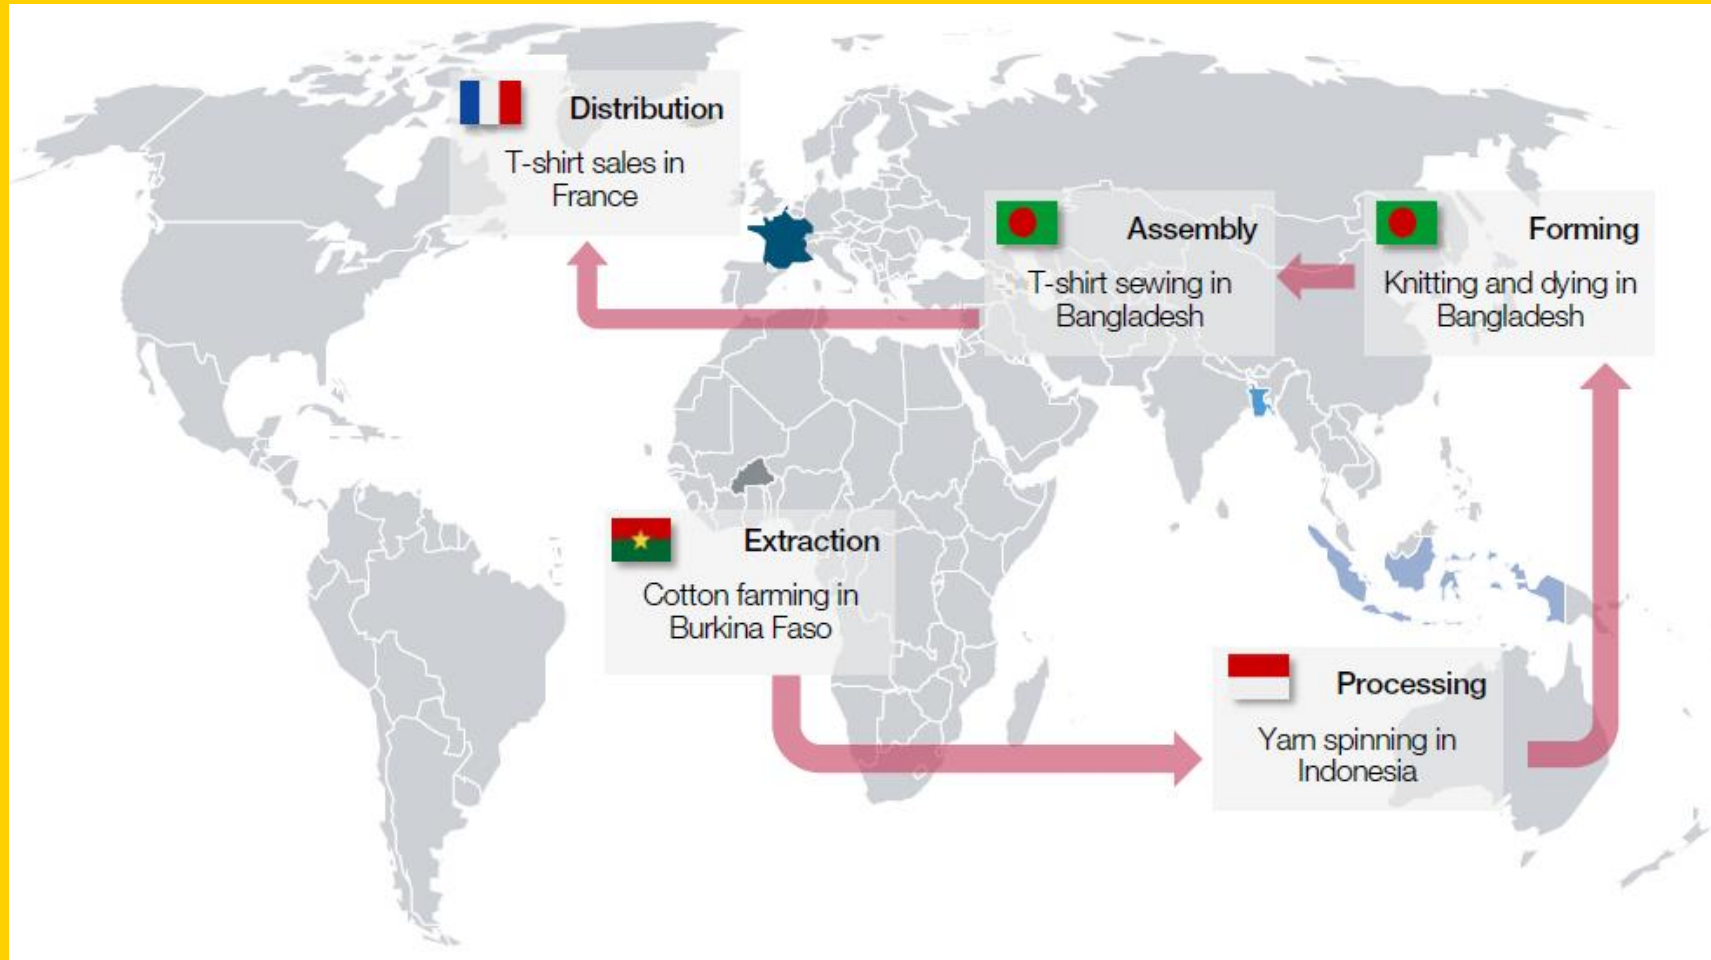 Distribution
T-shirt sales in
France
Assembly
T-shirt sewing in
Bangladesh
Forming
Knitting and dying in
Bangladesh
Extraction
Cotton farming in
Burkina Faso
Processing
Yarn spinning in
Indonesia